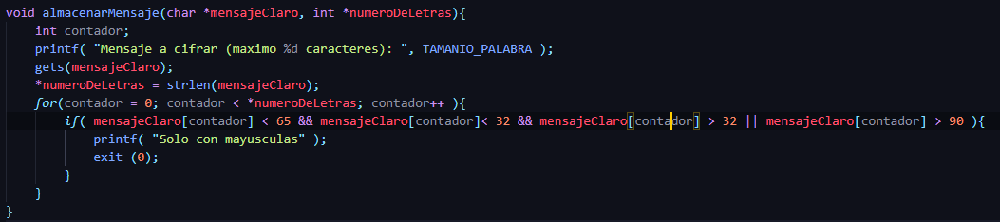 void almacenarMensaje(char *mensajeClaro, int *numeroDeLetras){
int contador;
printf( "Mensaje a cifrar (maximo %d caracteres): ", TAMANIO_PALABRA );
gets(mensajeClaro);
*numeroDeLetras = strlen(mensajeClaro);
for(contador = 0; contador < *numeroDeLetras; contador++ ){
if( mensajeClaro[contador] < 65 && mensajeClaro[contador]< 32 && mensajeClaro[contador] > 32 || mensajeClaro[contador] > 90 ){
printf( "Solo con mayusculas" );
exit (0);
}
}
}